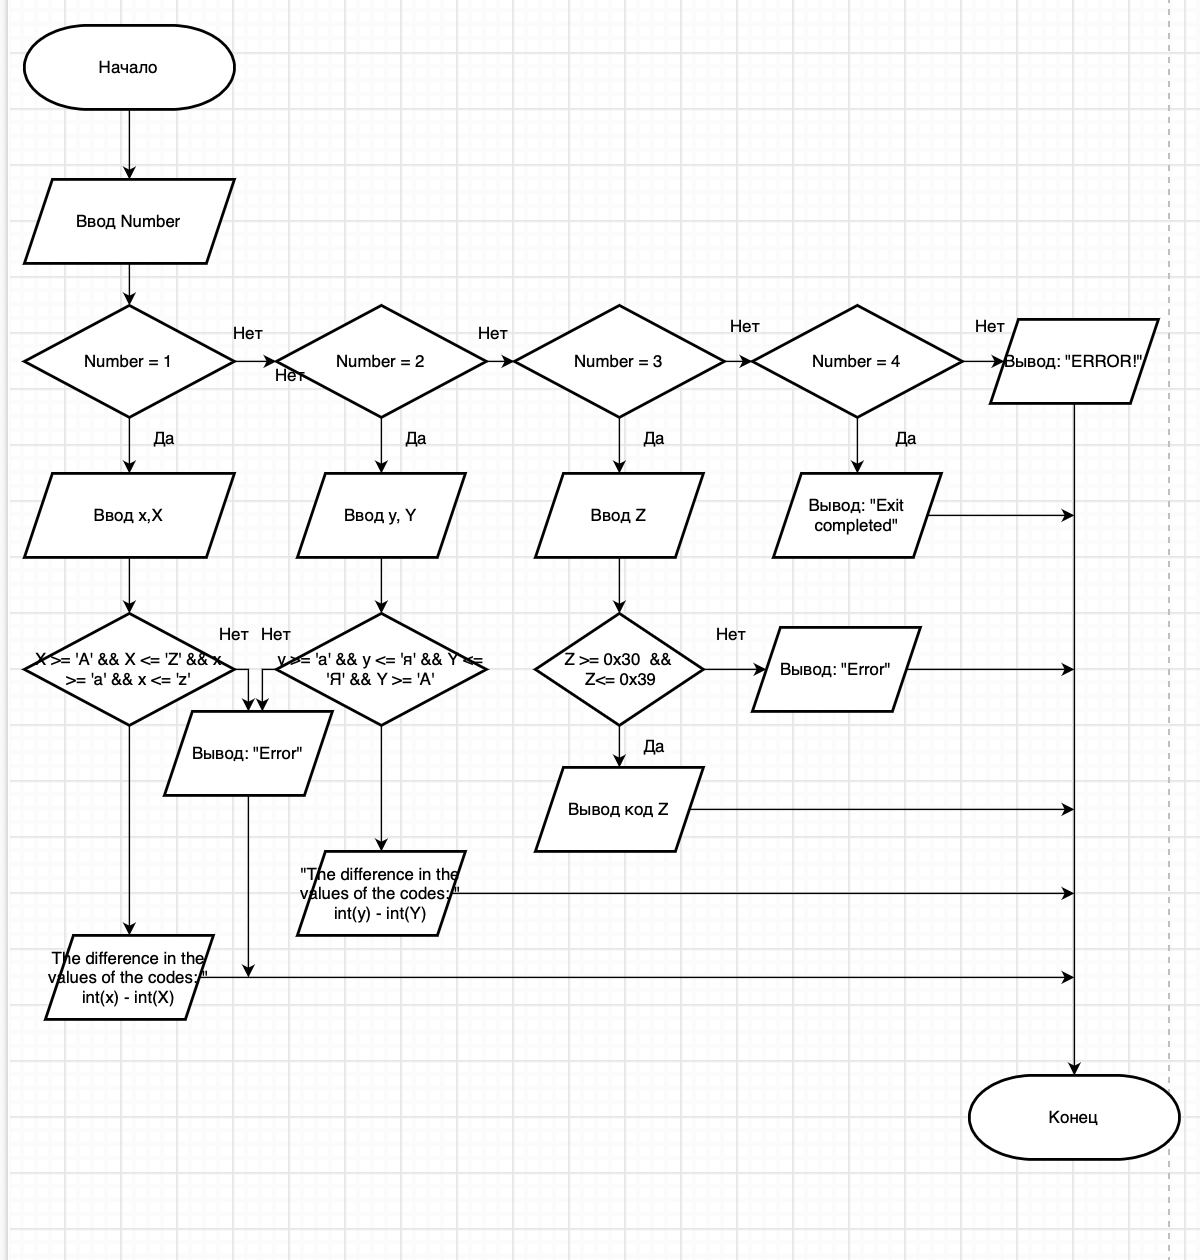 Начало
Ввод Number
Нет
Нет
Нет
Нет
Number = 1
Number = 2
Number = 3
Number = 4
Вывод: "ERROR!"
Нет
Да
Да
Да
Да
Ввод x,X
Ввод y, Y
Ввод Z
Вывод: "Exit
completed"
Нет
Нет
Нет
X >= 'A' && X <= 'Z' && x
>= 'a' && x <= 'z'
y >= 'a' && y <= 'я' && Y <=
'Я' && Y >= 'A'
Z >= 0x30 &&
Z<= 0x39
Вывод: "Error"
Вывод: "Error"
Да
Вывод код Z
"The difference in the
values of the codes: "
int(y) - int(Y)
The difference in the
values of the codes: "
int(x) - int(X)
Конец